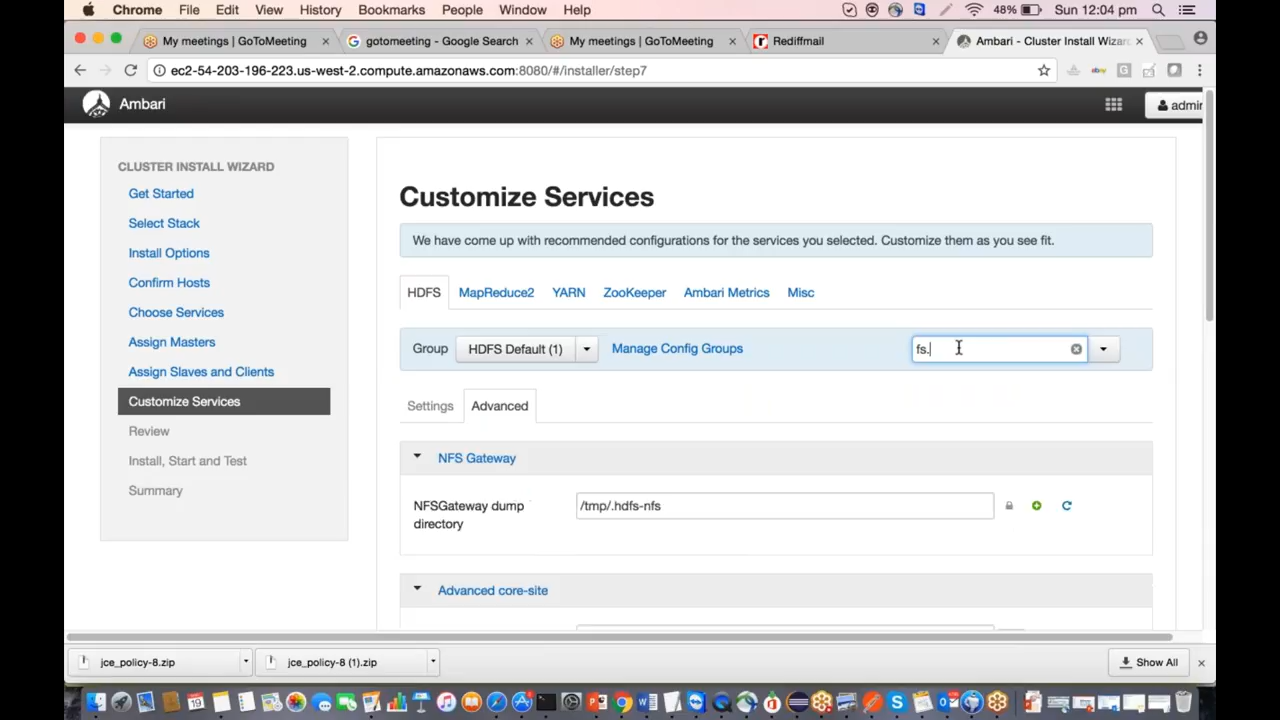 Chrome File Edit View History Bookmarks People Window Help 48% Sun 12:04 pm
My meetings | GoToMeeting gotomeeting - Google Search My meetings | GoToMeeting Rediffmail Ambari - Cluster Install Wizar
ec2-54-203-196-223.us-west-2.compute.amazonaws.com:8080/#/installer/step7
Ambari admin
CLUSTER INSTALL WIZARD
Get Started
Select Stack
Install Options
Confirm Hosts
Choose Services
Assign Masters
Assign Slaves and Clients
Customize Services
Review
Install, Start and Test
Summary
Customize Services
We have come up with recommended configurations for the services you selected. Customize them as you see fit.
HDFS MapReduce2 YARN ZooKeeper Ambari Metrics Misc
Group HDFS Default (1) Manage Config Groups fs.
Settings Advanced
NFS Gateway
NFSGateway dump directory /tmp/.hdfs-nfs
Advanced core-site
jce_policy-8.zip jce_policy-8 (1).zip Show All